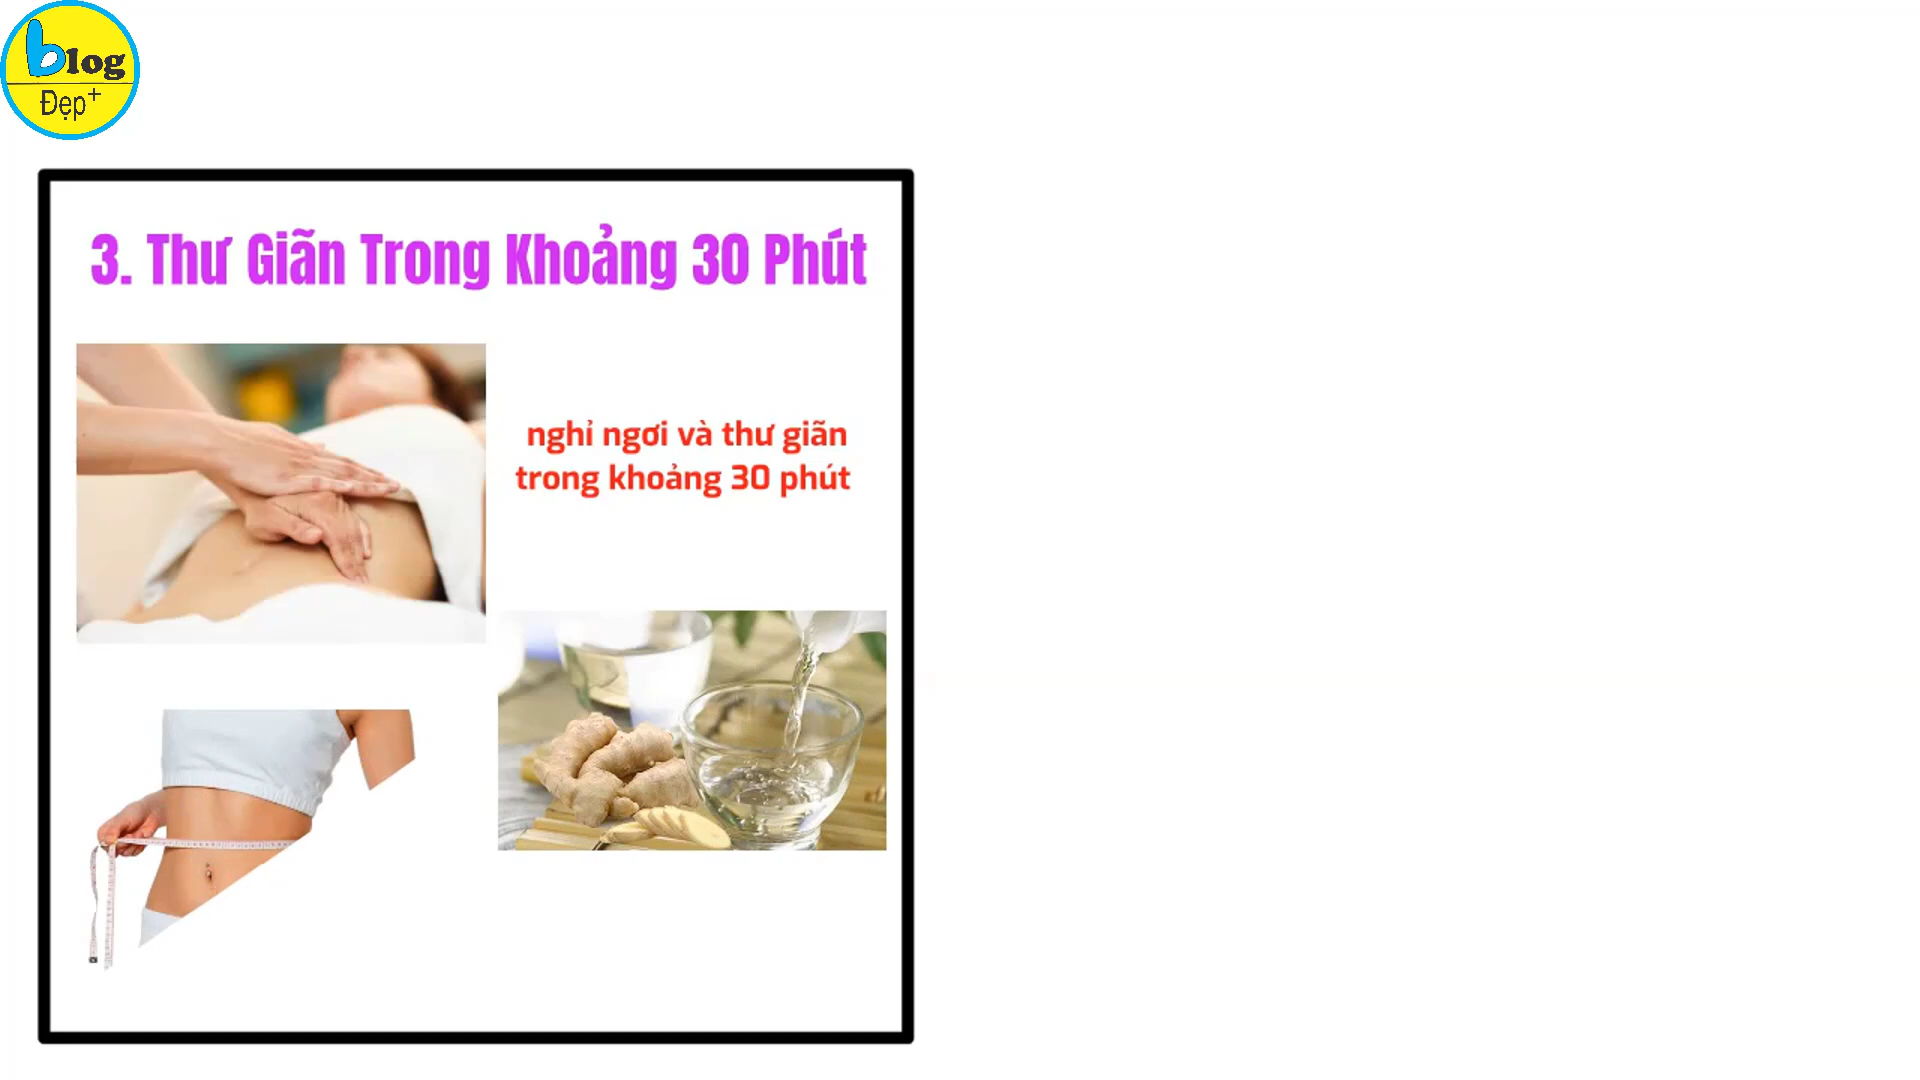 blog
Đẹp+
3. Thư Giãn Trong Khoảng 30 Phút
nghỉ ngơi và thư giãn
trong khoảng 30 phút